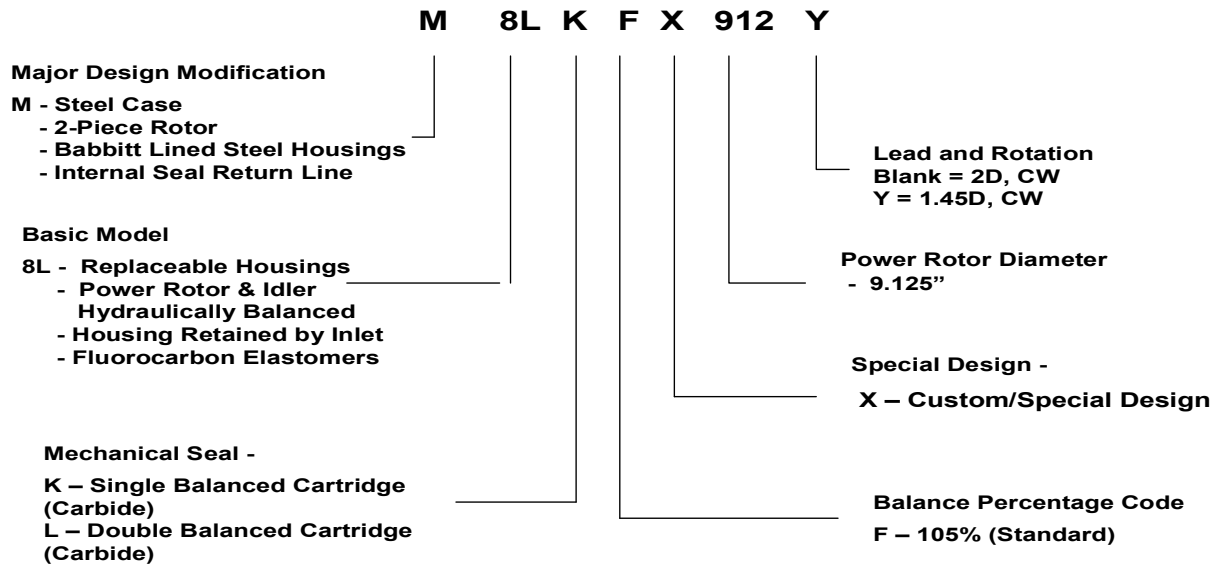 M 8L K F X 912 Y
Major Design Modification
M - Steel Case
- 2-Piece Rotor
- Babbitt Lined Steel Housings
- Internal Seal Return Line
Basic Model
8L - Replaceable Housings
- Power Rotor & Idler
Hydraulically Balanced
- Housing Retained by Inlet
- Fluorocarbon Elastomers
Mechanical Seal -
K – Single Balanced Cartridge
(Carbide)
L – Double Balanced Cartridge
(Carbide)
Lead and Rotation
Blank = 2D, CW
Y = 1.45D, CW
Power Rotor Diameter
- 9.125”
Special Design -
X – Custom/Special Design
Balance Percentage Code
F – 105% (Standard)